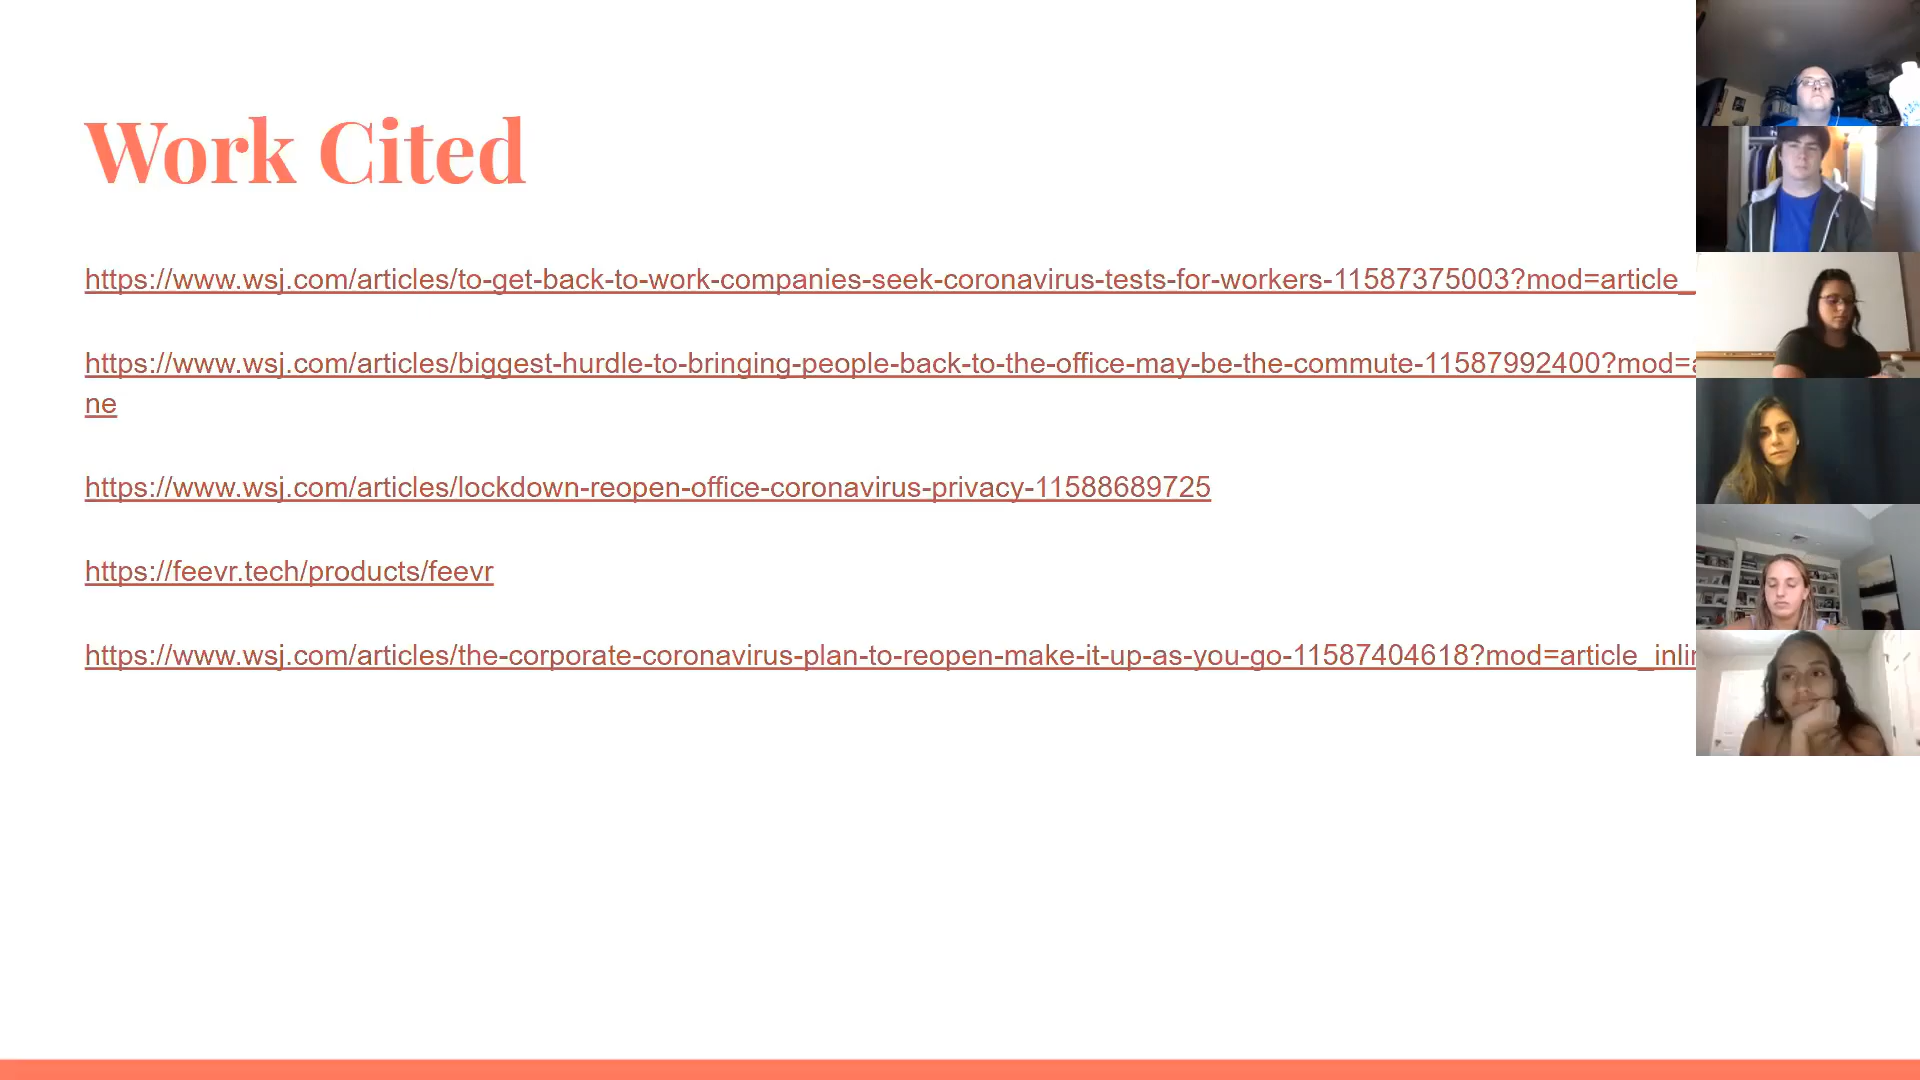 Work Cited
https://www.wsj.com/articles/to-get-back-to-work-companies-seek-coronavirus-tests-for-workers-11587375003?mod=article_
https://www.wsj.com/articles/biggest-hurdle-to-bringing-people-back-to-the-office-may-be-the-commute-11587992400?mod=a
ne
https://www.wsj.com/articles/lockdown-reopen-office-coronavirus-privacy-11588689725
https://feevr.tech/products/feevr
https://www.wsj.com/articles/the-corporate-coronavirus-plan-to-reopen-make-it-up-as-you-go-11587404618?mod=article_inli